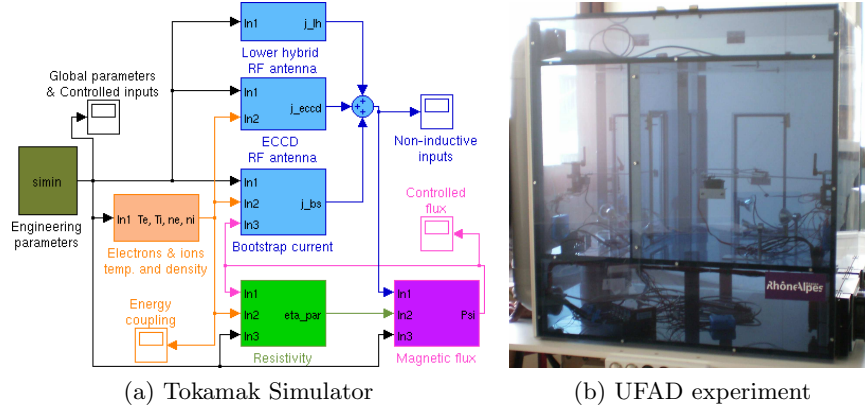 In1
j_lh
Lower hybrid
RF antenna
Global parameters
& Controlled inputs
In1
j_eccd
In2
ECCD
RF antenna
Non-inductive
inputs
simin
Engineering
parameters
In1
In2
j_bs
In3
Bootstrap current
Controlled
flux
In1 Te, Ti, ne, ni
Electrons & ions
temp. and density
Energy
coupling
In1
In2
eta_par
In3
Resistivity
In1
In2
Psi
In3
Magnetic flux
RhôneAlpes
(a) Tokamak Simulator
(b) UFAD experiment